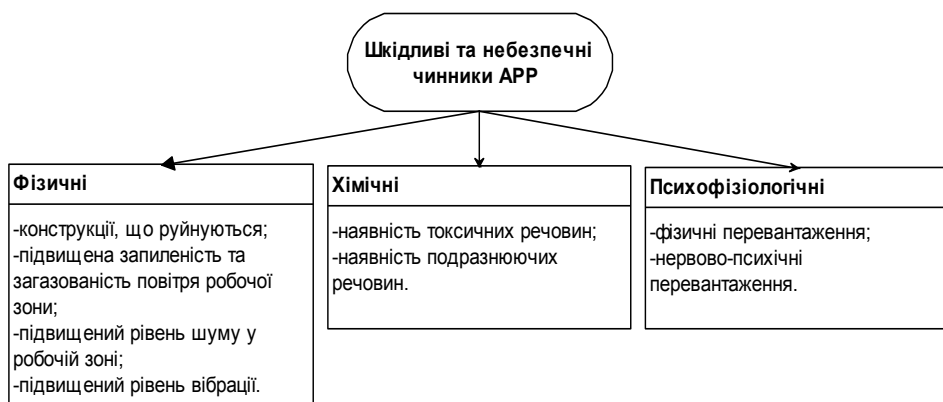 Шкідливі та небезпечні
чинники АРР
Фізичні
-конструкції, що руйнуються;
-підвищена запиленість та
загазованість повітря робочої
зони;
-підвищений рівень шуму у
робочій зоні;
-підвищений рівень вібрації.
Хімічні
-наявність токсичних речовин;
-наявність подразнюючих
речовин.
Психофізіологічні
-фізичні перевантаження;
-нервово-психічні
перевантаження.